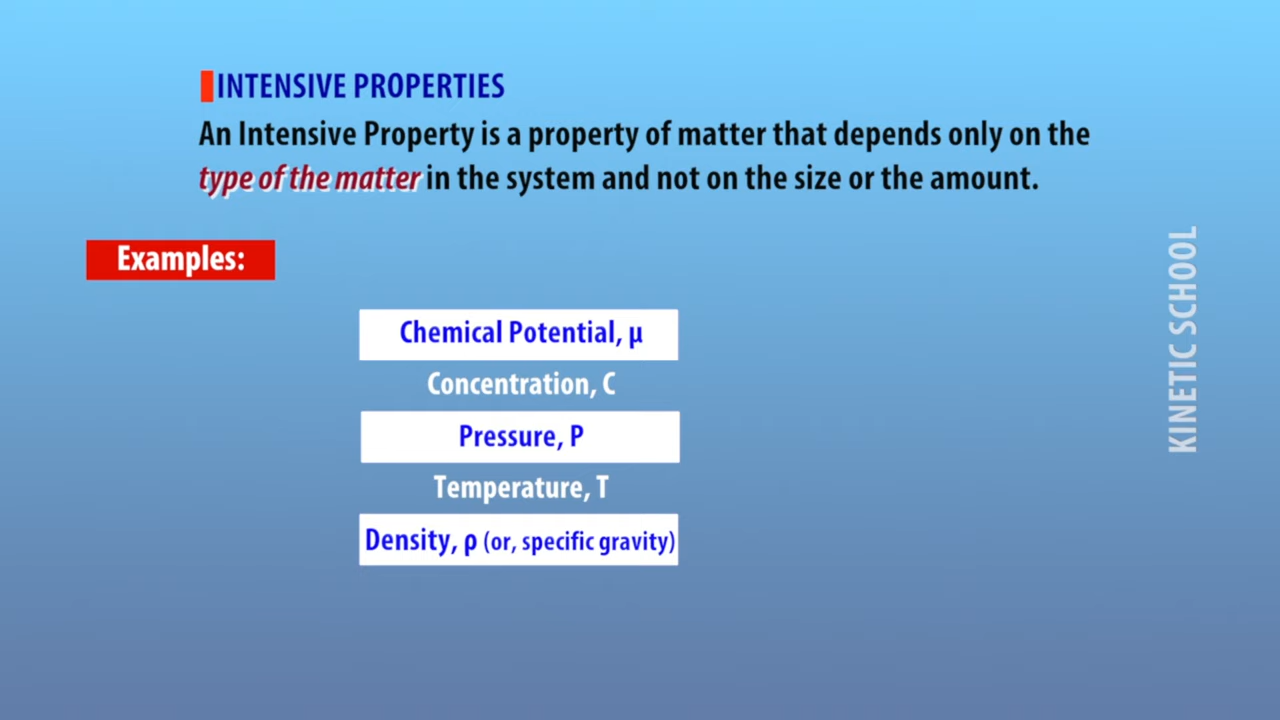 INTENSIVE PROPERTIES
An Intensive Property is a property of matter that depends only on the
type of the matter in the system and not on the size or the amount.
Examples:
Chemical Potential, μ
Concentration, C
Pressure, P
Temperature, T
Density, ρ (or, specific gravity)
KINETIC SCHOOL